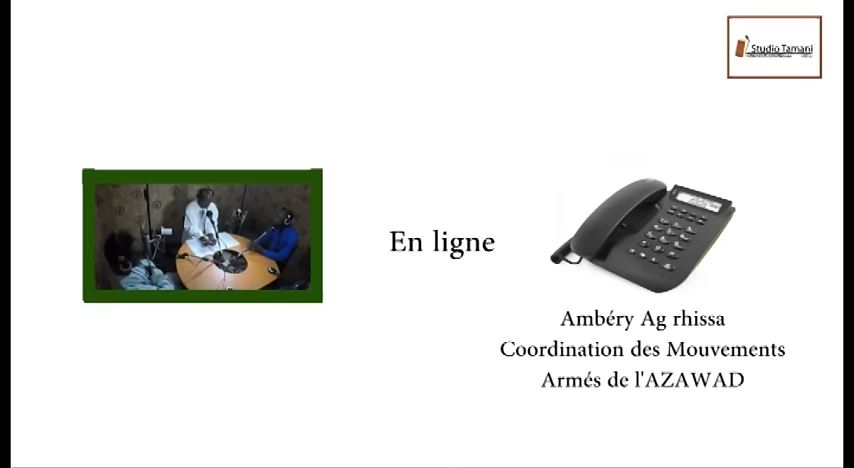 Studio Tamani
En ligne
Ambéry Ag rhissa
Coordination des Mouvements
Armés de l'AZAWAD